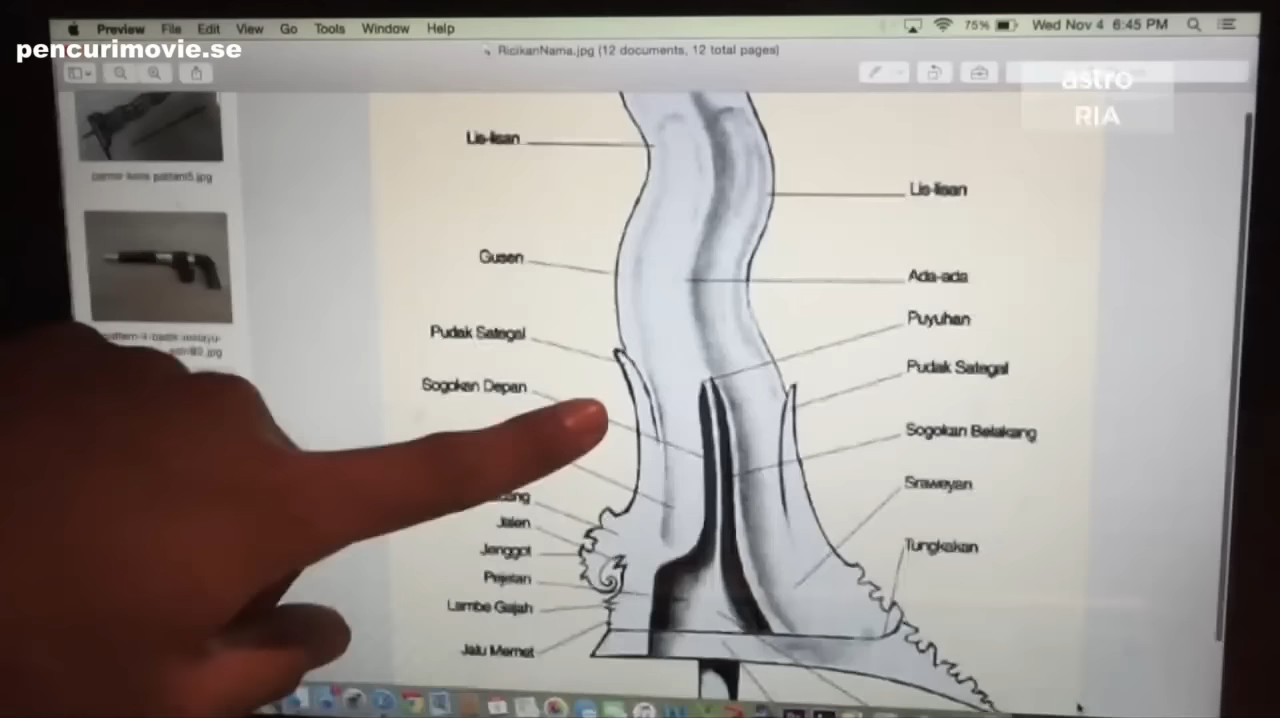 Preview File Edit View Go Tools Window Help
75% Wed Nov 4 6:45 PM
pencurimovie.se
RicikanNama.jpg (12 documents, 12 total pages)
astro
RIA
Lis-lisan
Lis-lisan
Gusen
Ada-ada
Puyuhan
Pudak Sategal
Pudak Sategal
Sogokan Depan
Sogokan Belakang
Sraweyan
Jalen
Tungkakan
Jenggot
Pejetan
Lambe Gajah
Jalu Memet